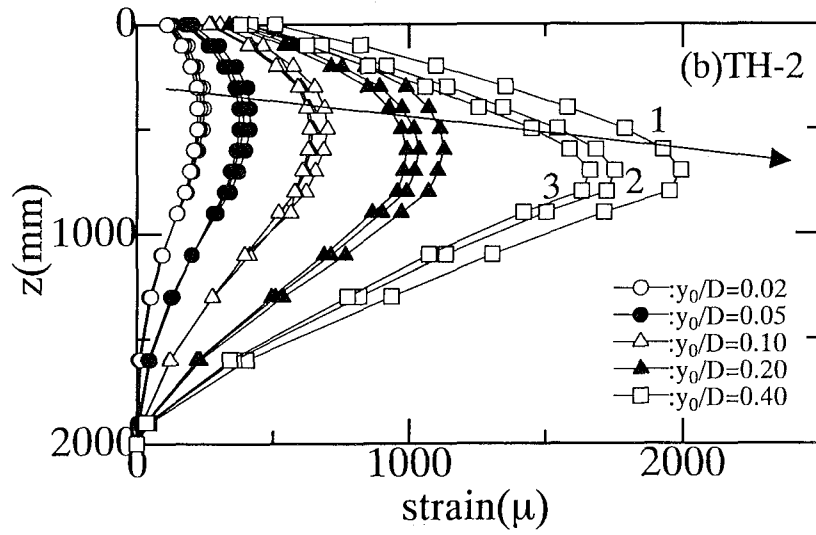 0
(b)TH-2
1
3 2
1000
z(mm)
:y₀/D=0.02
:y₀/D=0.05
:y₀/D=0.10
:y₀/D=0.20
:y₀/D=0.40
2000
0 1000 2000
strain(μ)